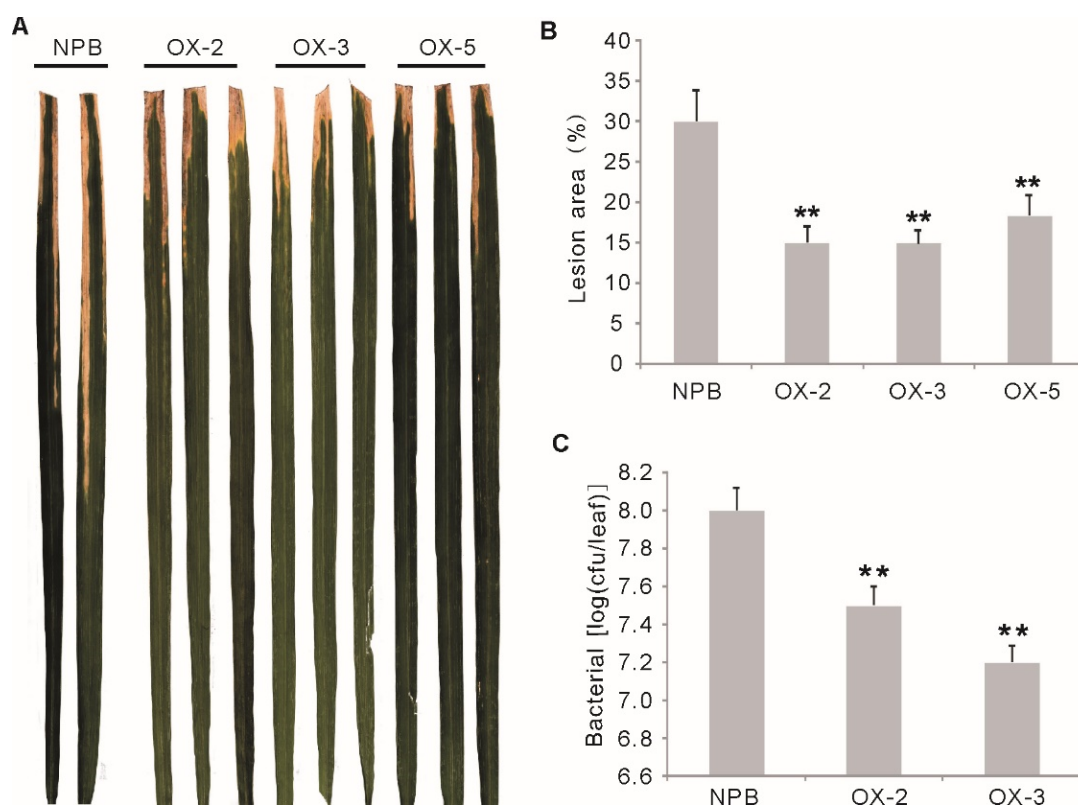 A
NPB OX-2 OX-3 OX-5
B
Lesion area (%)
40
35
30
25
20
15
10
5
0
** ** **
NPB OX-2 OX-3 OX-5
C
Bacterial [log(cfu/leaf)]
8.2
8.0
7.8
7.6
7.4
7.2
7.0
6.8
6.6
** **
NPB OX-2 OX-3